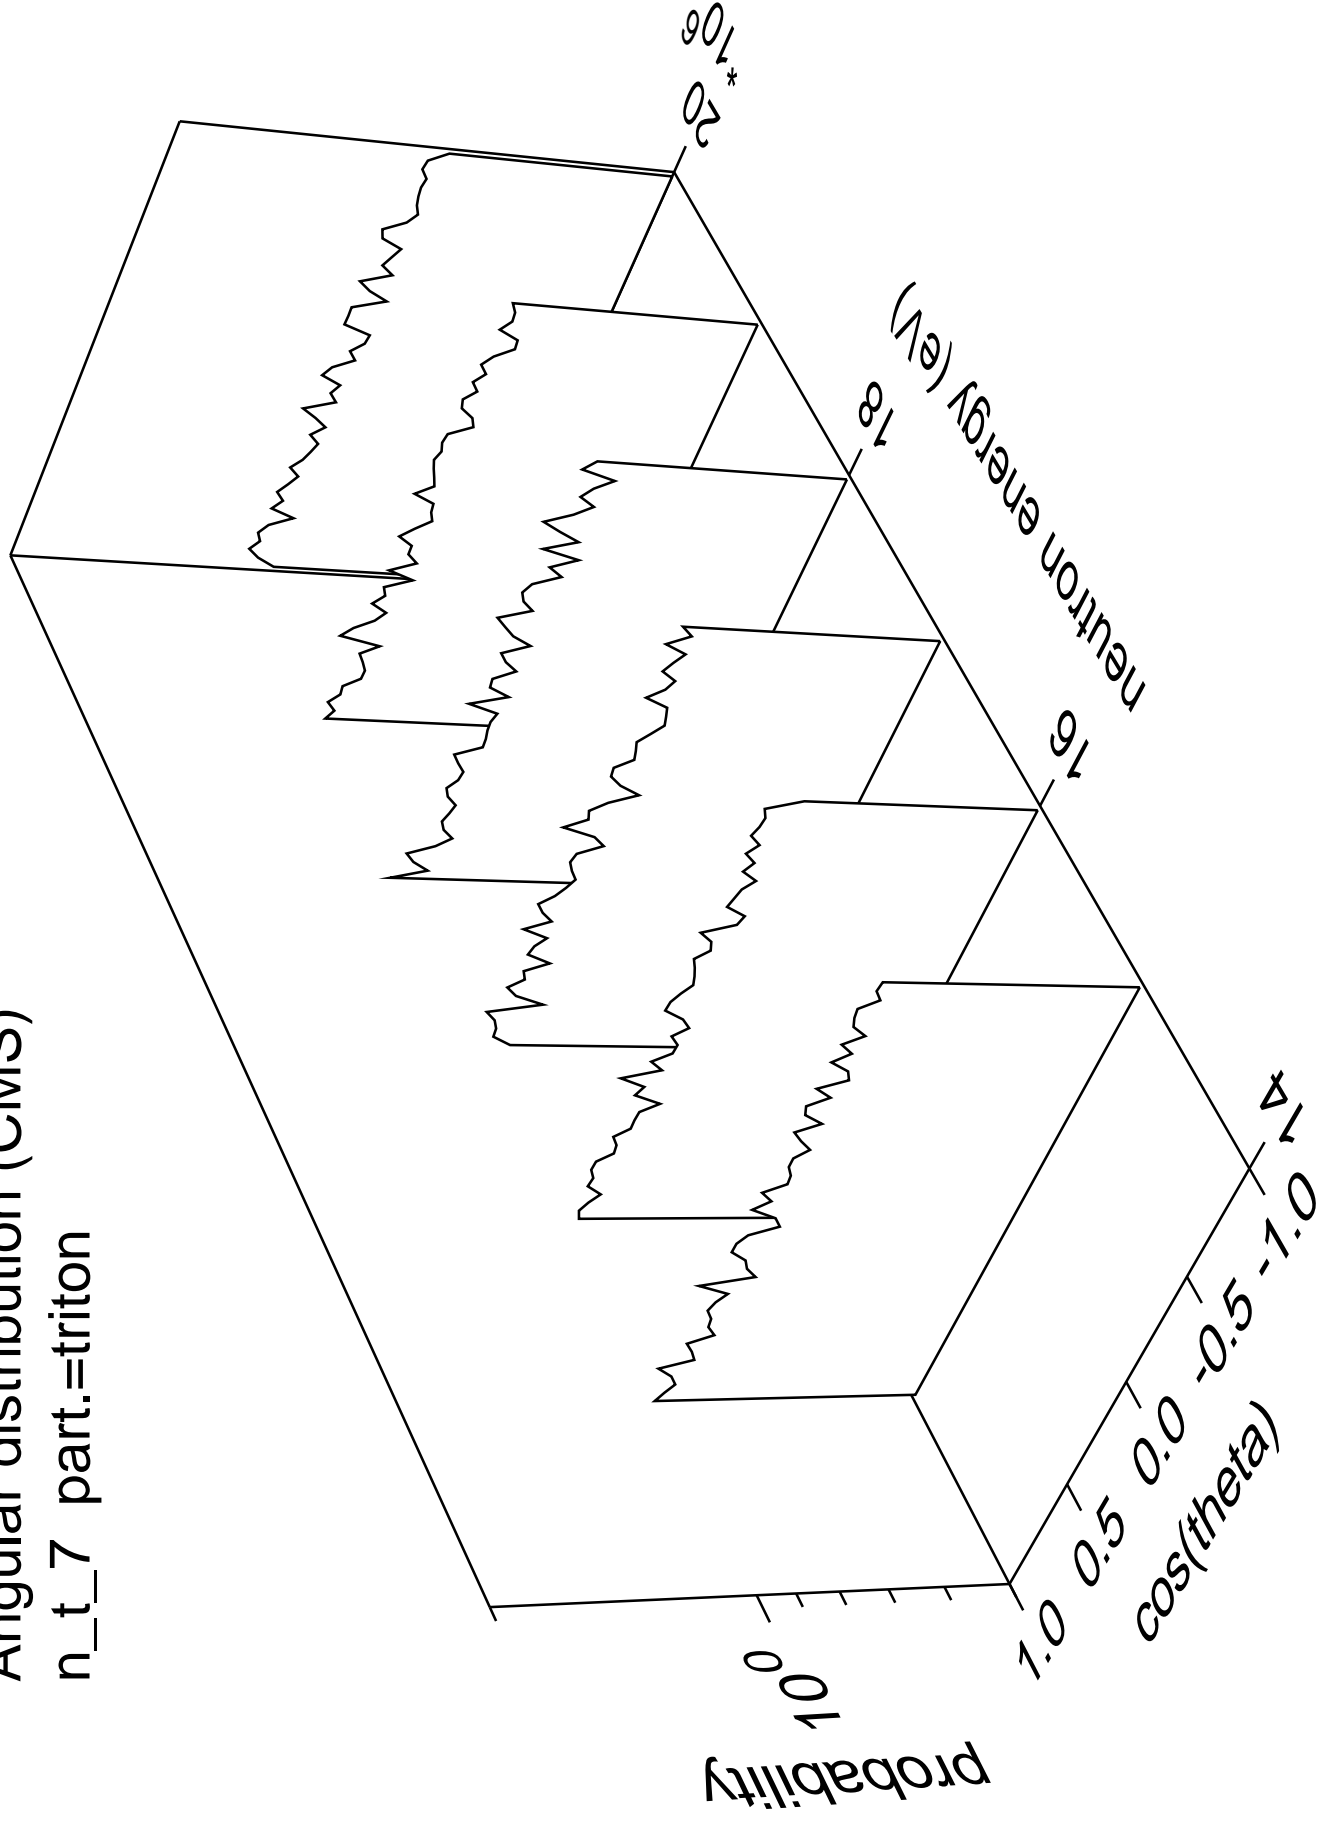 Angular distribution (CMS)
n_t_7 part.=triton
probability
10
0
cos(theta)
1.0
0.5
0.0
-0.5
-1.0
neutron energy (eV)
14
16
18
20
*10
6